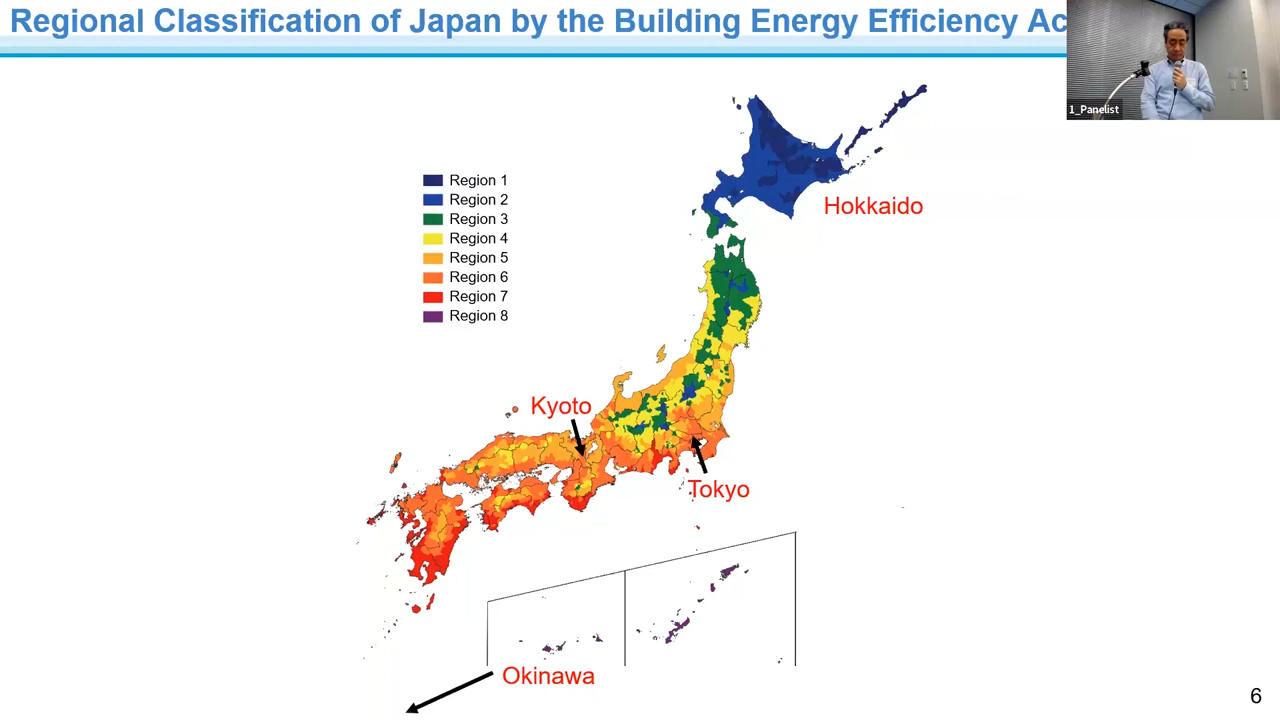 Regional Classification of Japan by the Building Energy Efficiency Ac
1_Panelist
Region 1
Region 2
Region 3
Region 4
Region 5
Region 6
Region 7
Region 8
Hokkaido
Kyoto
Tokyo
Okinawa
6